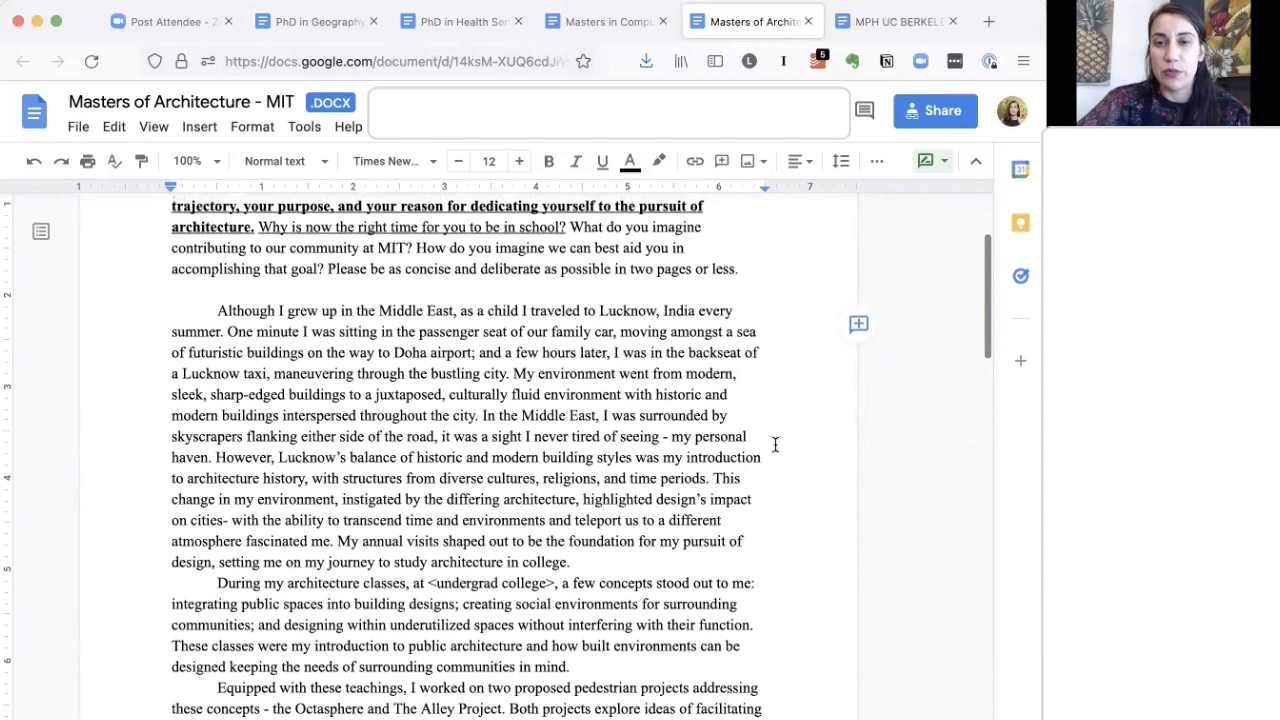 Post Attendee - Z
PhD in Geography
PhD in Health Ser
Masters in Compu
Masters of Archite
MPH UC BERKELE
https://docs.google.com/document/d/14ksM-XUQ6cdJiW
L
I
6
Masters of Architecture - MIT
.DOCX
Share
File Edit View Insert Format Tools Help
100% Normal text Times New... 12 B I U A
1 1 2 3 4 5 6 7
trajectory, your purpose, and your reason for dedicating yourself to the pursuit of
architecture. Why is now the right time for you to be in school? What do you imagine
contributing to our community at MIT? How do you imagine we can best aid you in
accomplishing that goal? Please be as concise and deliberate as possible in two pages or less.
Although I grew up in the Middle East, as a child I traveled to Lucknow, India every
summer. One minute I was sitting in the passenger seat of our family car, moving amongst a sea
of futuristic buildings on the way to Doha airport; and a few hours later, I was in the backseat of
a Lucknow taxi, maneuvering through the bustling city. My environment went from modern,
sleek, sharp-edged buildings to a juxtaposed, culturally fluid environment with historic and
modern buildings interspersed throughout the city. In the Middle East, I was surrounded by
skyscrapers flanking either side of the road, it was a sight I never tired of seeing - my personal
haven. However, Lucknow's balance of historic and modern building styles was my introduction
to architecture history, with structures from diverse cultures, religions, and time periods. This
change in my environment, instigated by the differing architecture, highlighted design's impact
on cities- with the ability to transcend time and environments and teleport us to a different
atmosphere fascinated me. My annual visits shaped out to be the foundation for my pursuit of
design, setting me on my journey to study architecture in college.
During my architecture classes, at <undergrad college>, a few concepts stood out to me:
integrating public spaces into building designs; creating social environments for surrounding
communities; and designing within underutilized spaces without interfering with their function.
These classes were my introduction to public architecture and how built environments can be
designed keeping the needs of surrounding communities in mind.
Equipped with these teachings, I worked on two proposed pedestrian projects addressing
these concepts - the Octasphere and The Alley Project. Both projects explore ideas of facilitating
1
2
3
4
5
6
31